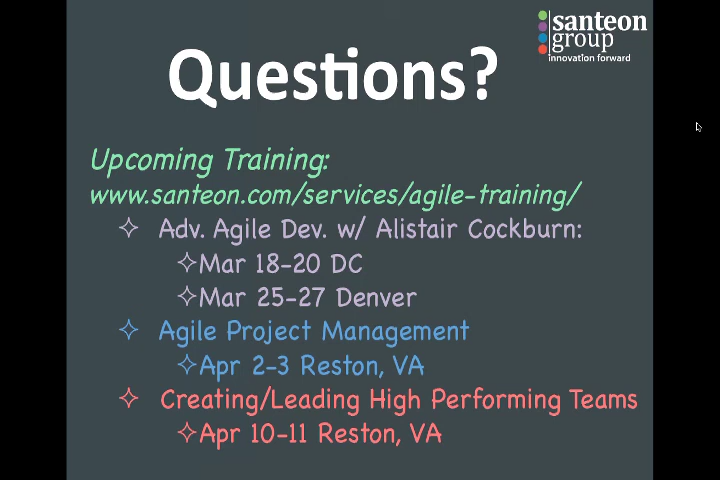 santeon
group
innovation forward
Questions?
Upcoming Training:
www.santeon.com/services/agile-training/
✧ Adv. Agile Dev. w/ Alistair Cockburn:
✧Mar 18-20 DC
✧Mar 25-27 Denver
✧ Agile Project Management
✧Apr 2-3 Reston, VA
✧ Creating/Leading High Performing Teams
✧Apr 10-11 Reston, VA